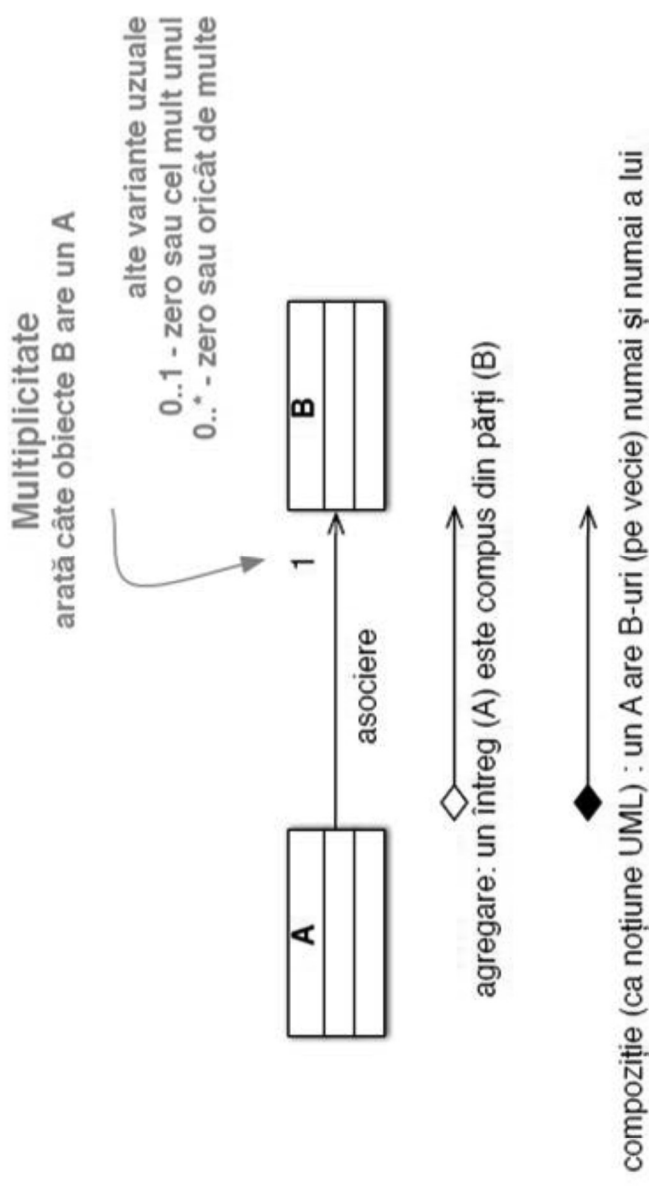 Multiplicitate
arată câte obiecte B are un A
alte variante uzuale
0..1 - zero sau cel mult unul
0..* - zero sau oricât de multe
A
1
B
asociere
agregare: un întreg (A) este compus din părți (B)
compoziție (ca noțiune UML) : un A are B-uri (pe vecie) numai și numai a lui